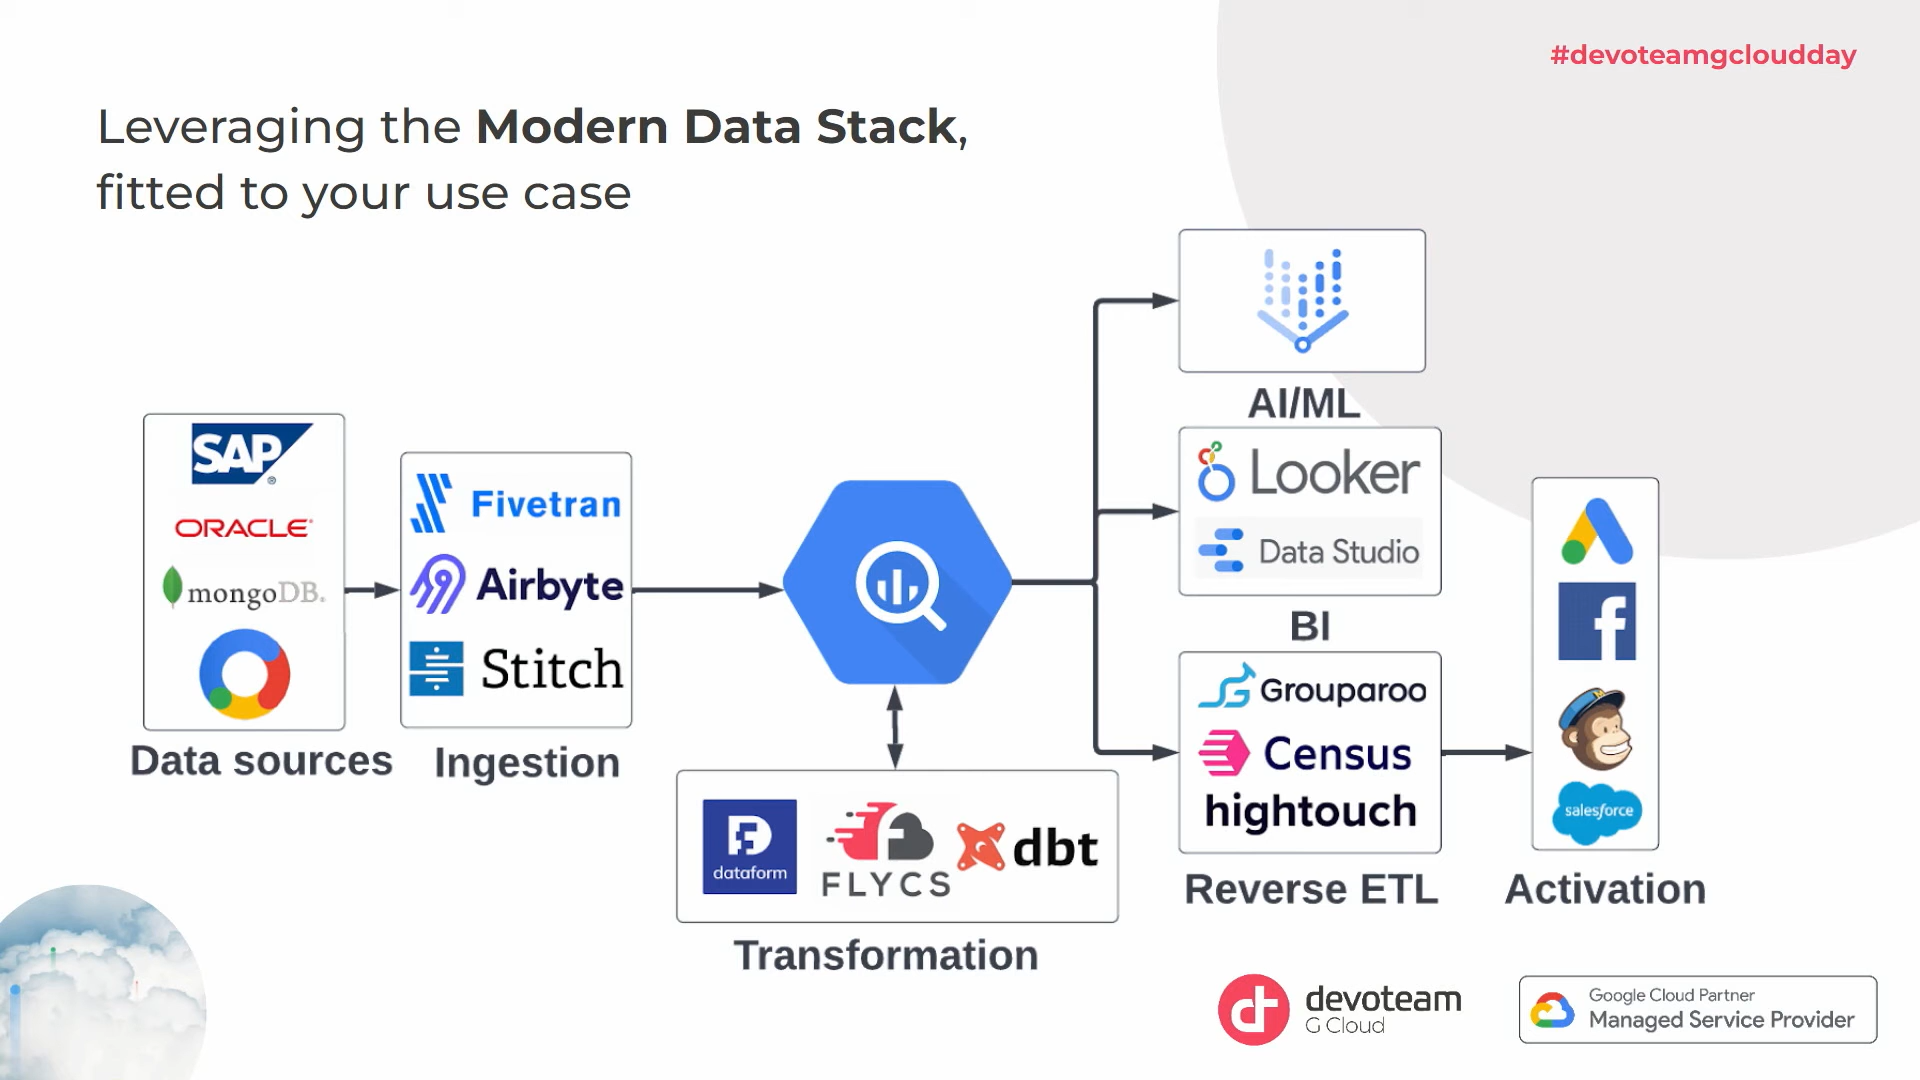 #devoteamgcloudday
Leveraging the Modern Data Stack,
fitted to your use case
SAP
®
ORACLE®
mongoDB.
Data sources
Fivetran
Airbyte
Stitch
Ingestion
dataform
FLYCS
dbt
Transformation
AI/ML
Looker
Data Studio
BI
Grouparoo
Census
hightouch
Reverse ETL
f
salesforce
Activation
devoteam
G Cloud
Google Cloud Partner
Managed Service Provider